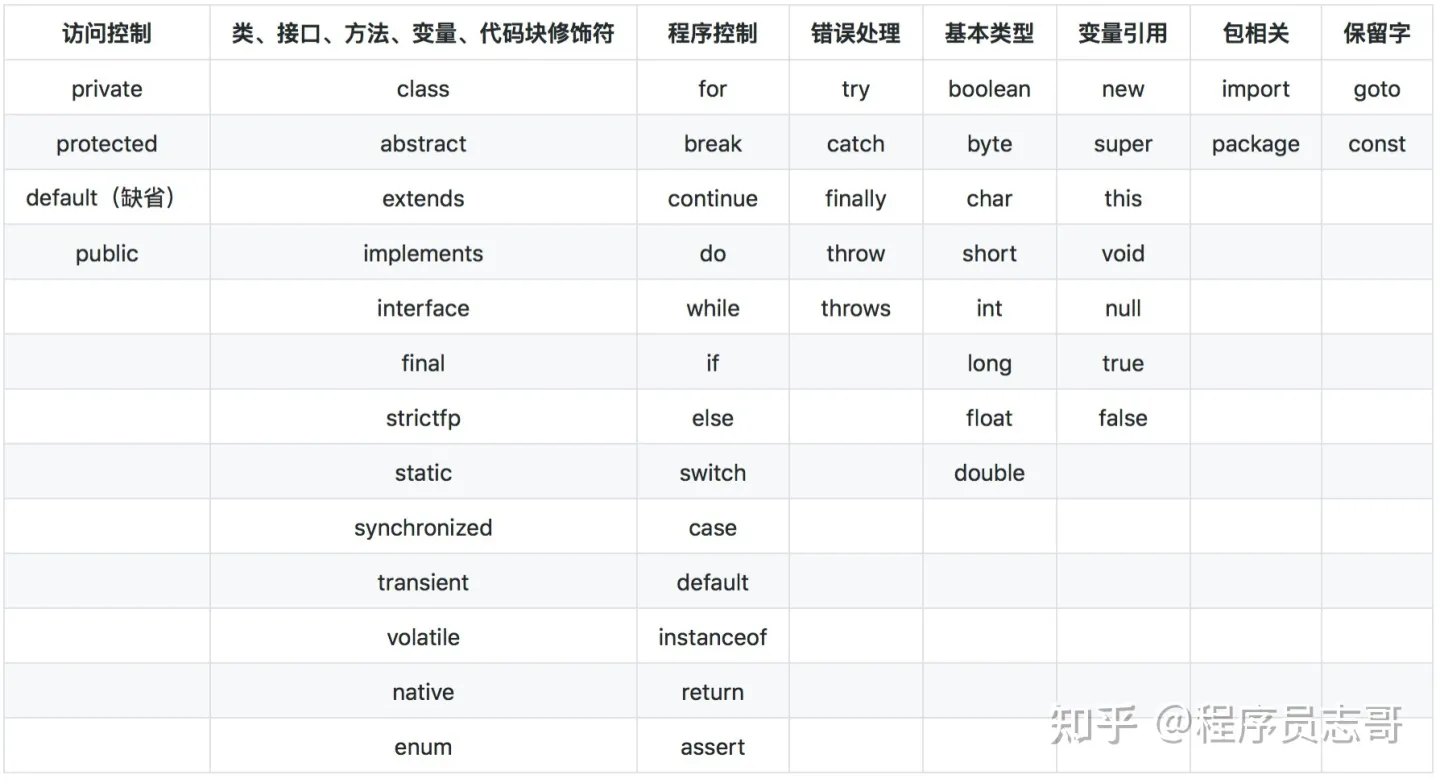 访问控制 类、接口、方法、变量、代码块修饰符 程序控制 错误处理 基本类型 变量引用 包相关 保留字
private class for try boolean new import goto
protected abstract break catch byte super package const
default（缺省） extends continue finally char this
public implements do throw short void
interface while throws int null
final if long true
strictfp else float false
static switch double
synchronized case
transient default
volatile instanceof
native return
enum assert
知乎 @程序员志哥